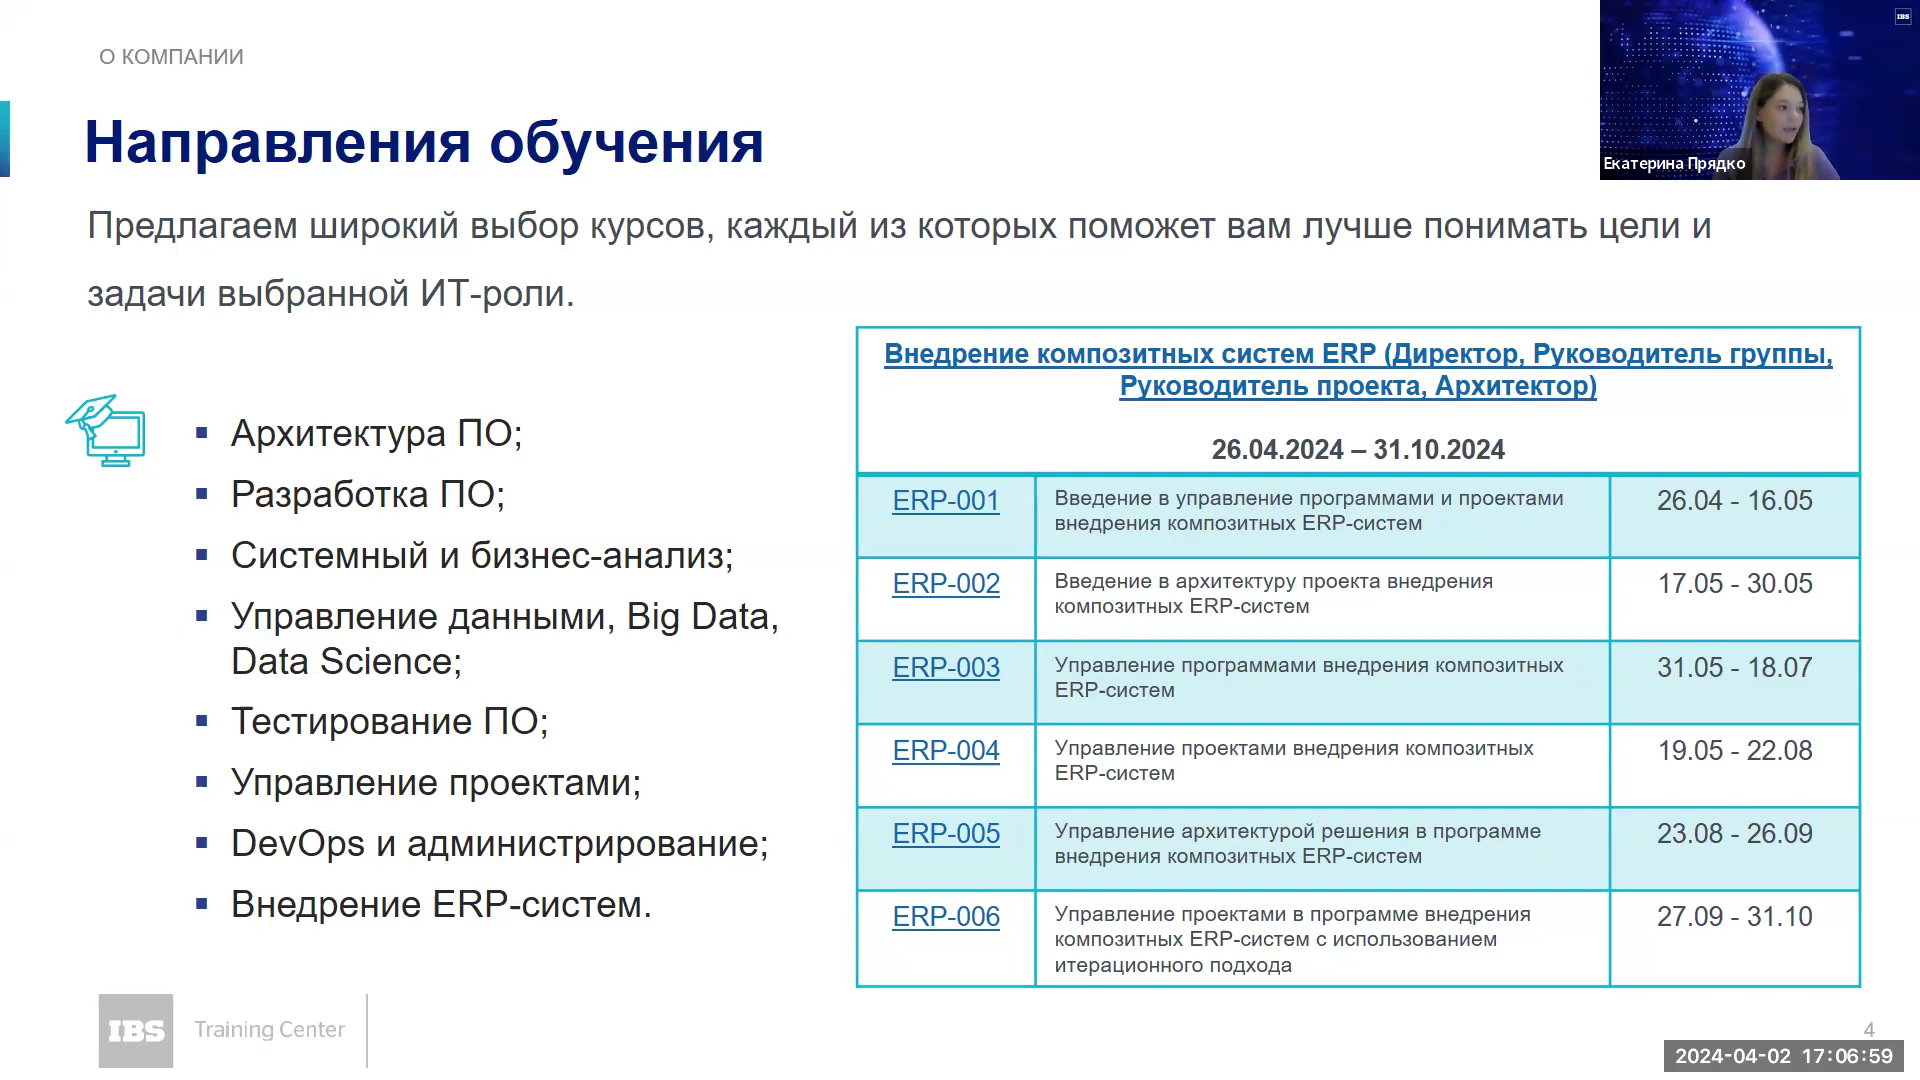 О КОМПАНИИ
IBS
Екатерина Прядко
Направления обучения
Предлагаем широкий выбор курсов, каждый из которых поможет вам лучше понимать цели и
задачи выбранной ИТ-роли.
▪ Архитектура ПО;
▪ Разработка ПО;
▪ Системный и бизнес-анализ;
▪ Управление данными, Big Data,
Data Science;
▪ Тестирование ПО;
▪ Управление проектами;
▪ DevOps и администрирование;
▪ Внедрение ERP-систем.
Внедрение композитных систем ERP (Директор, Руководитель группы,
Руководитель проекта, Архитектор)
26.04.2024 – 31.10.2024
ERP-001
Введение в управление программами и проектами
внедрения композитных ERP-систем
26.04 - 16.05
ERP-002
Введение в архитектуру проекта внедрения
композитных ERP-систем
17.05 - 30.05
ERP-003
Управление программами внедрения композитных
ERP-систем
31.05 - 18.07
ERP-004
Управление проектами внедрения композитных
ERP-систем
19.05 - 22.08
ERP-005
Управление архитектурой решения в программе
внедрения композитных ERP-систем
23.08 - 26.09
ERP-006
Управление проектами в программе внедрения
композитных ERP-систем с использованием
итерационного подхода
27.09 - 31.10
IBS
Training Center
4
2024-04-02 17:06:59